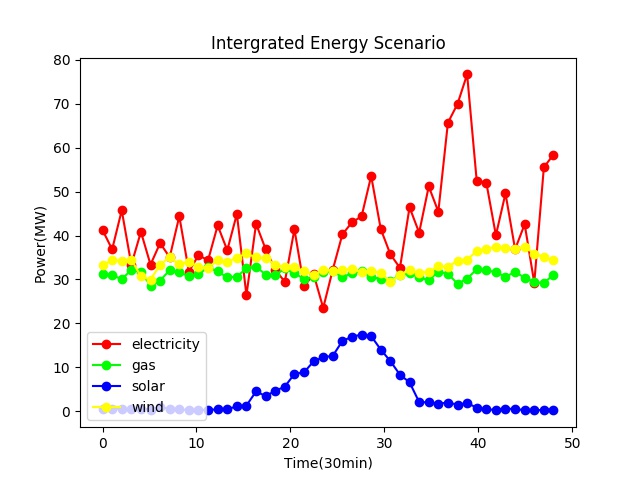 Intergrated Energy Scenario
Power(MW)
80
70
60
50
40
30
20
10
0
electricity
gas
solar
wind
0 10 20 30 40 50
Time(30min)